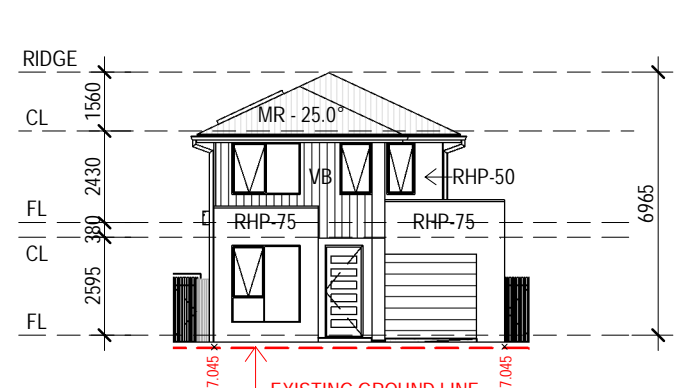 RIDGE
1560
CL
MR - 25.0°
2430
VB
RHP-50
FL
380
RHP-75
RHP-75
6965
CL
2595
FL
7.045
7.045
EXISTING GROUND LINE